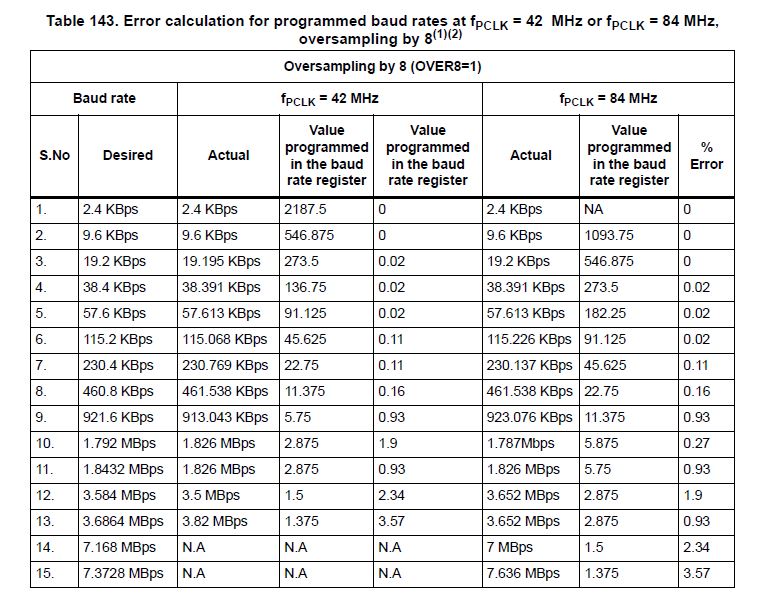 Table 143. Error calculation for programmed baud rates at fPCLK = 42 MHz or fPCLK = 84 MHz,
oversampling by 8(1)(2)
Oversampling by 8 (OVER8=1)
Baud rate fPCLK = 42 MHz fPCLK = 84 MHz
S.No Desired Actual Value programmed in the baud rate register Value programmed in the baud rate register Actual Value programmed in the baud rate register % Error
1. 2.4 KBps 2.4 KBps 2187.5 0 2.4 KBps NA 0
2. 9.6 KBps 9.6 KBps 546.875 0 9.6 KBps 1093.75 0
3. 19.2 KBps 19.195 KBps 273.5 0.02 19.2 KBps 546.875 0
4. 38.4 KBps 38.391 KBps 136.75 0.02 38.391 KBps 273.5 0.02
5. 57.6 KBps 57.613 KBps 91.125 0.02 57.613 KBps 182.25 0.02
6. 115.2 KBps 115.068 KBps 45.625 0.11 115.226 KBps 91.125 0.02
7. 230.4 KBps 230.769 KBps 22.75 0.11 230.137 KBps 45.625 0.11
8. 460.8 KBps 461.538 KBps 11.375 0.16 461.538 KBps 22.75 0.16
9. 921.6 KBps 913.043 KBps 5.75 0.93 923.076 KBps 11.375 0.93
10. 1.792 MBps 1.826 MBps 2.875 1.9 1.787Mbps 5.875 0.27
11. 1.8432 MBps 1.826 MBps 2.875 0.93 1.826 MBps 5.75 0.93
12. 3.584 MBps 3.5 MBps 1.5 2.34 3.652 MBps 2.875 1.9
13. 3.6864 MBps 3.82 MBps 1.375 3.57 3.652 MBps 2.875 0.93
14. 7.168 MBps N.A N.A N.A 7 MBps 1.5 2.34
15. 7.3728 MBps N.A N.A N.A 7.636 MBps 1.375 3.57